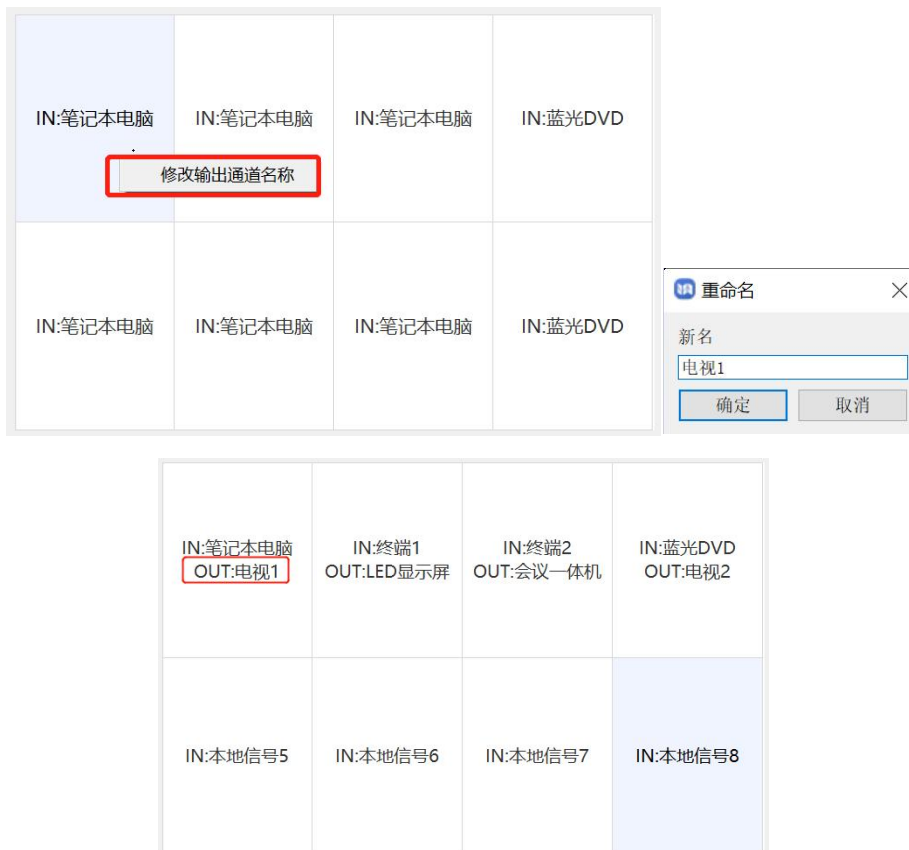 IN:笔记本电脑 IN:笔记本电脑 IN:笔记本电脑 IN:蓝光DVD
修改输出通道名称
IN:笔记本电脑 IN:笔记本电脑 IN:笔记本电脑 IN:蓝光DVD
重命名
新名
电视1
确定 取消
IN:笔记本电脑 IN:终端1 IN:终端2 IN:蓝光DVD
OUT:电视1 OUT:LED显示屏 OUT:会议一体机 OUT:电视2
IN:本地信号5 IN:本地信号6 IN:本地信号7 IN:本地信号8